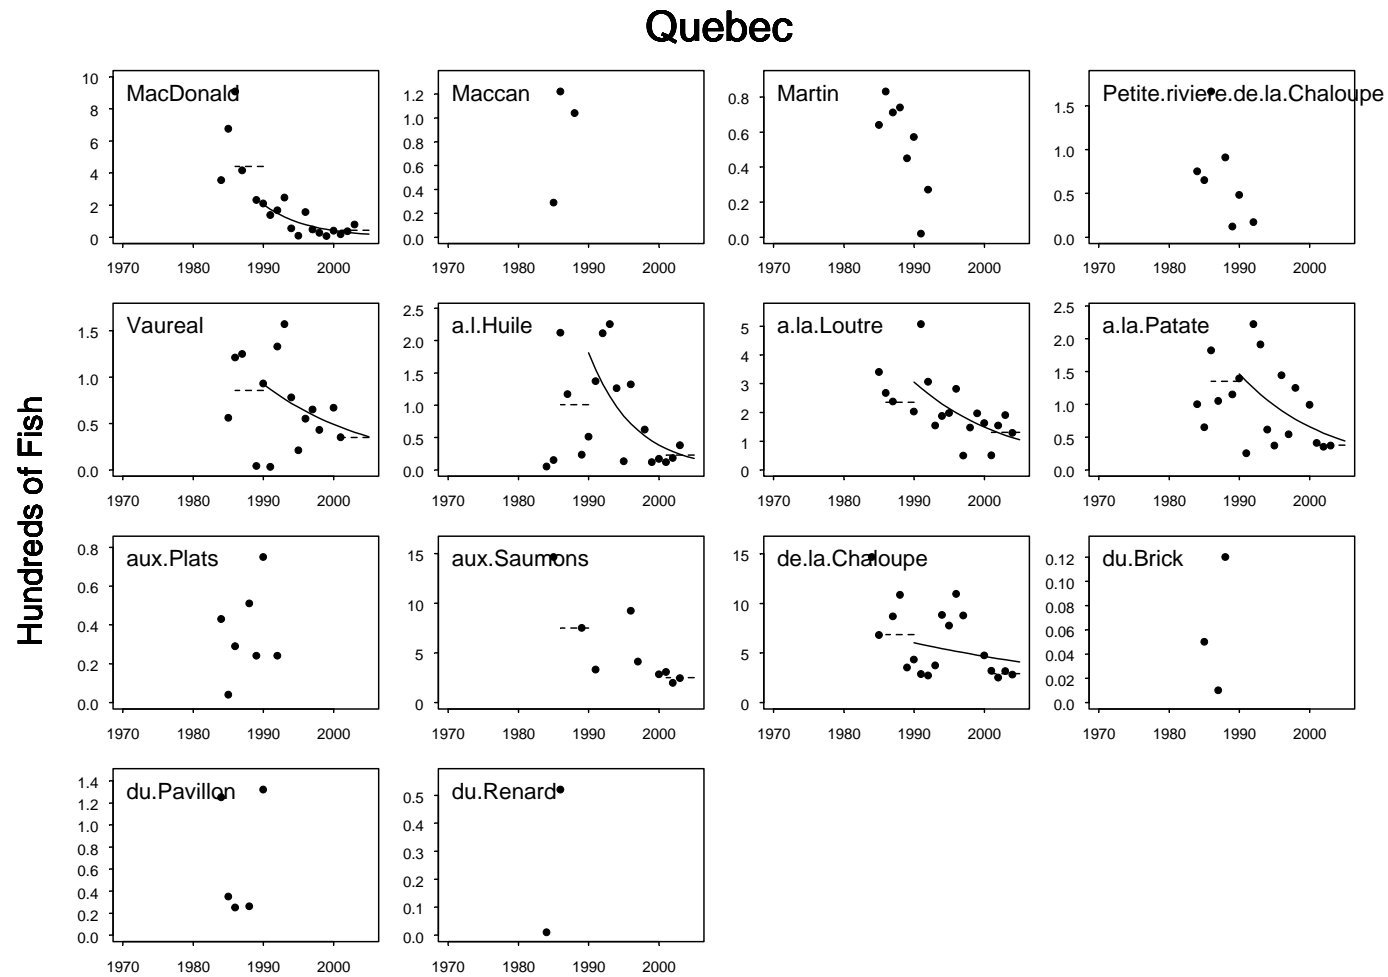 Quebec
Hundreds of Fish
MacDonald
10
8
6
4
2
0
1970 1980 1990 2000
Maccan
1.2
1.0
0.8
0.6
0.4
0.2
0.0
1970 1980 1990 2000
Martin
0.8
0.6
0.4
0.2
0.0
1970 1980 1990 2000
Petite.riviere.de.la.Chaloupe
1.5
1.0
0.5
0.0
1970 1980 1990 2000
Vaureal
1.5
1.0
0.5
0.0
1970 1980 1990 2000
a.l.Huile
2.5
2.0
1.5
1.0
0.5
0.0
1970 1980 1990 2000
a.la.Loutre
5
4
3
2
1
0
1970 1980 1990 2000
a.la.Patate
2.5
2.0
1.5
1.0
0.5
0.0
1970 1980 1990 2000
aux.Plats
0.8
0.6
0.4
0.2
0.0
1970 1980 1990 2000
aux.Saumons
15
10
5
0
1970 1980 1990 2000
de.la.Chaloupe
15
10
5
0
1970 1980 1990 2000
du.Brick
0.12
0.10
0.08
0.06
0.04
0.02
0.0
1970 1980 1990 2000
du.Pavillon
1.4
1.2
1.0
0.8
0.6
0.4
0.2
0.0
1970 1980 1990 2000
du.Renard
0.5
0.4
0.3
0.2
0.1
0.0
1970 1980 1990 2000